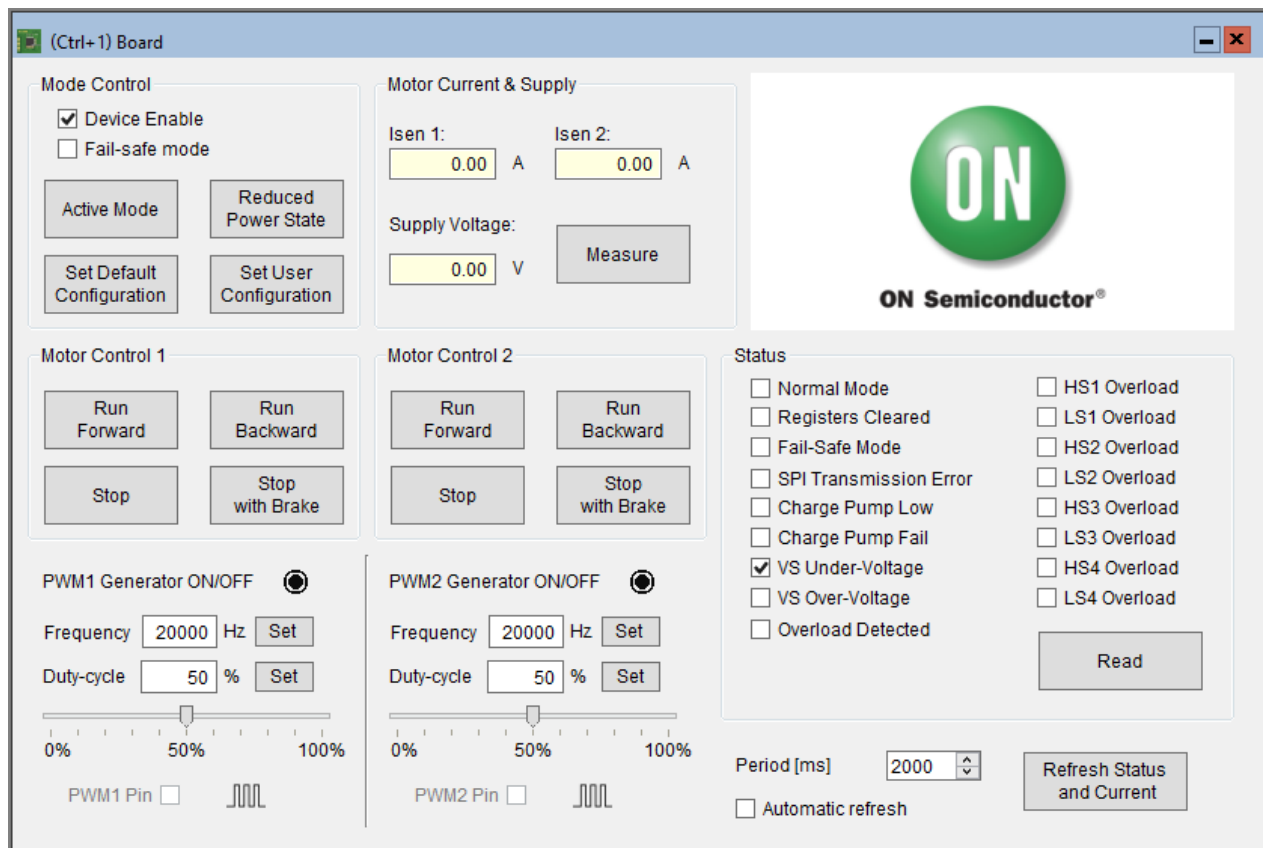 (Ctrl+1) Board
Mode Control
Device Enable
Fail-safe mode
Active Mode
Reduced
Power State
Set Default
Configuration
Set User
Configuration
Motor Current & Supply
Isen 1:
0.00 A
Isen 2:
0.00 A
Supply Voltage:
0.00 V
Measure
ON
ON Semiconductor®
Motor Control 1
Run
Forward
Run
Backward
Stop
Stop
with Brake
Motor Control 2
Run
Forward
Run
Backward
Stop
Stop
with Brake
Status
Normal Mode
Registers Cleared
Fail-Safe Mode
SPI Transmission Error
Charge Pump Low
Charge Pump Fail
VS Under-Voltage
VS Over-Voltage
Overload Detected
HS1 Overload
LS1 Overload
HS2 Overload
LS2 Overload
HS3 Overload
LS3 Overload
HS4 Overload
LS4 Overload
Read
PWM1 Generator ON/OFF
Frequency 20000 Hz Set
Duty-cycle 50 % Set
0% 50% 100%
PWM1 Pin
PWM2 Generator ON/OFF
Frequency 20000 Hz Set
Duty-cycle 50 % Set
0% 50% 100%
PWM2 Pin
Period [ms] 2000
Automatic refresh
Refresh Status
and Current